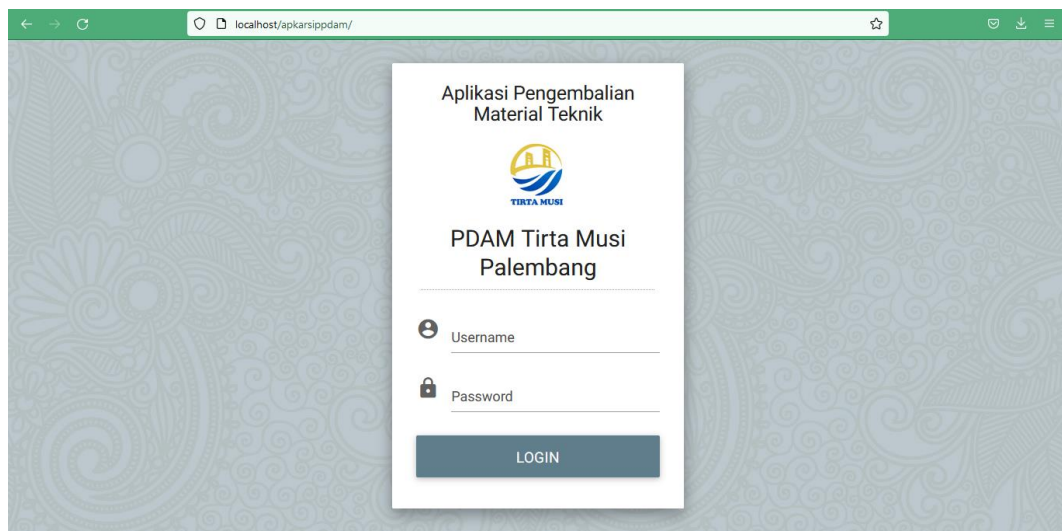 localhost/apkarsippdam/
Aplikasi Pengembalian
Material Teknik
TIRTA MUSI
PDAM Tirta Musi
Palembang
Username
Password
LOGIN